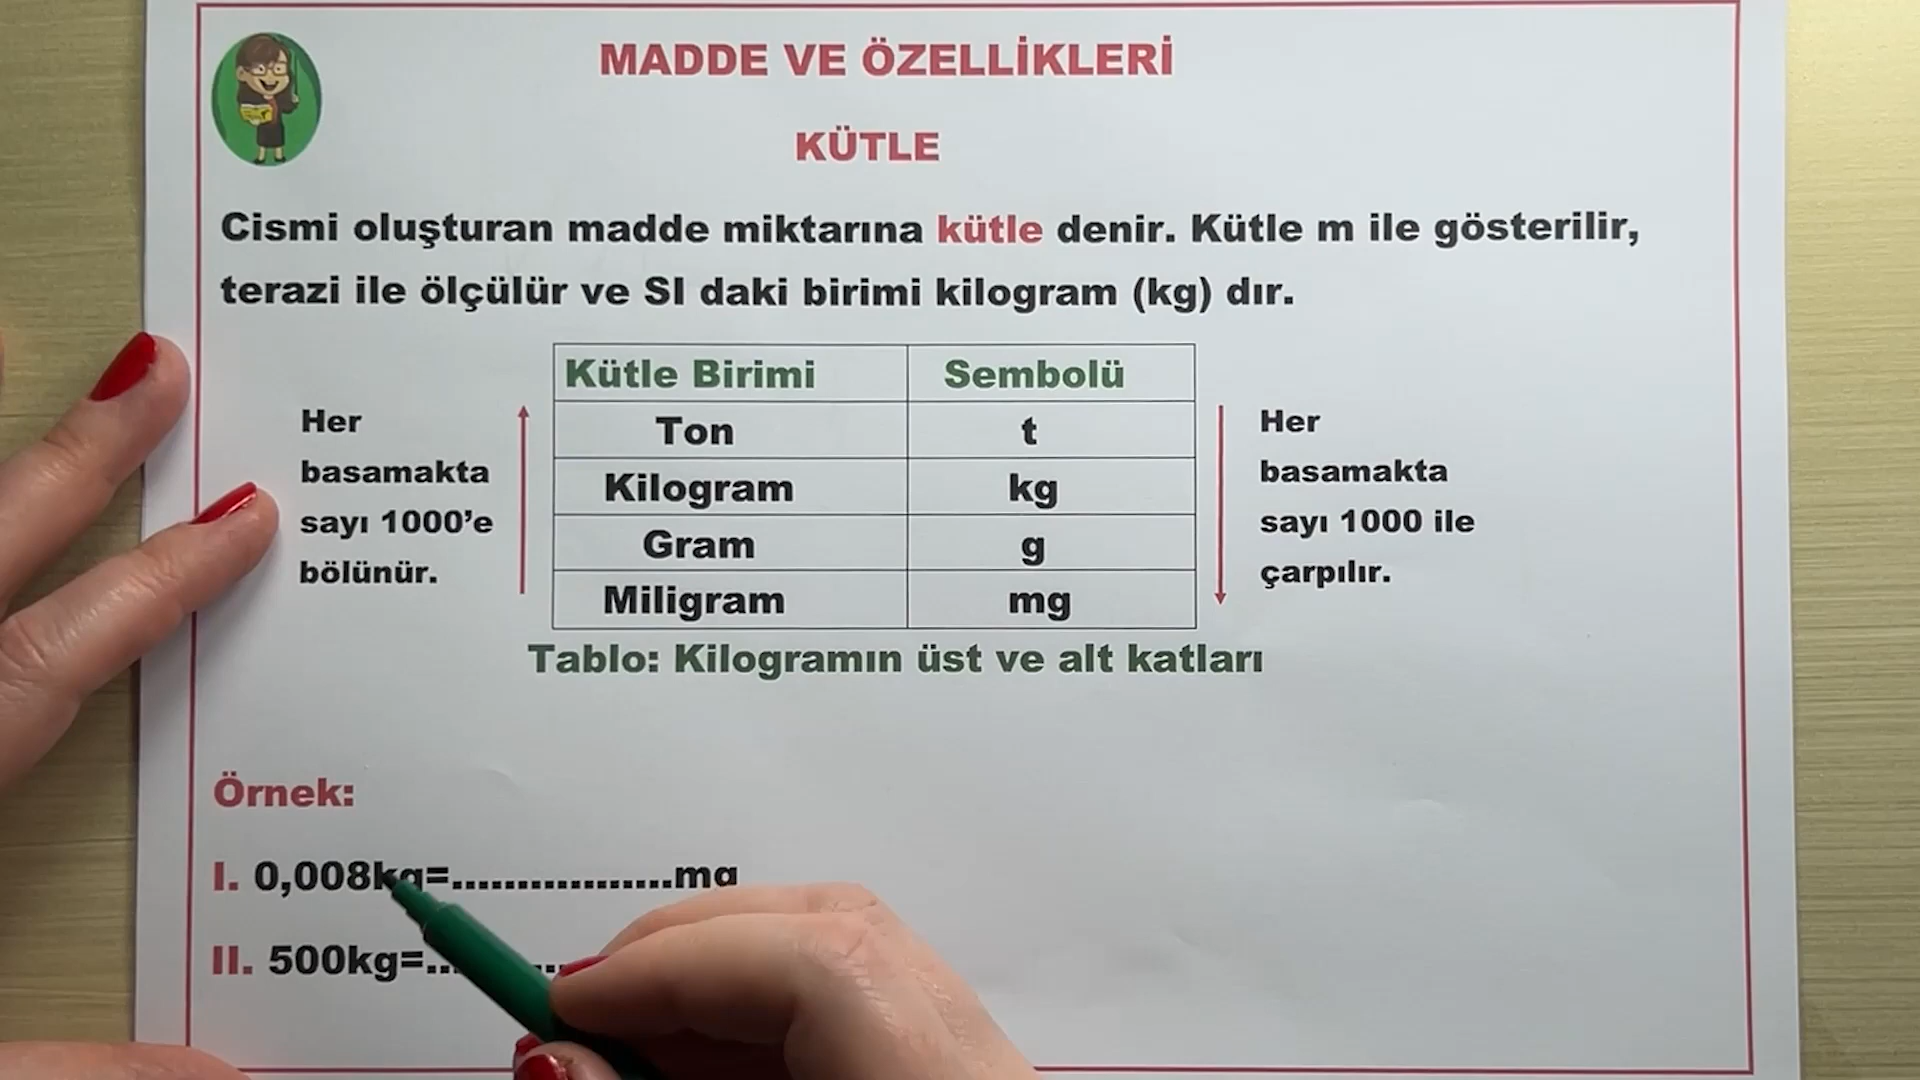 MADDE VE ÖZELLİKLERİ
KÜTLE
Cismi oluşturan madde miktarına kütle denir. Kütle m ile gösterilir,
terazi ile ölçülür ve SI daki birimi kilogram (kg) dır.
Her
basamakta
sayı 1000’e
bölünür.
Kütle Birimi Sembolü
Ton t
Kilogram kg
Gram g
Miligram mg
Her
basamakta
sayı 1000 ile
çarpılır.
Tablo: Kilogramın üst ve alt katları
Örnek:
I. 0,008kg=.................mg
II. 500kg=...